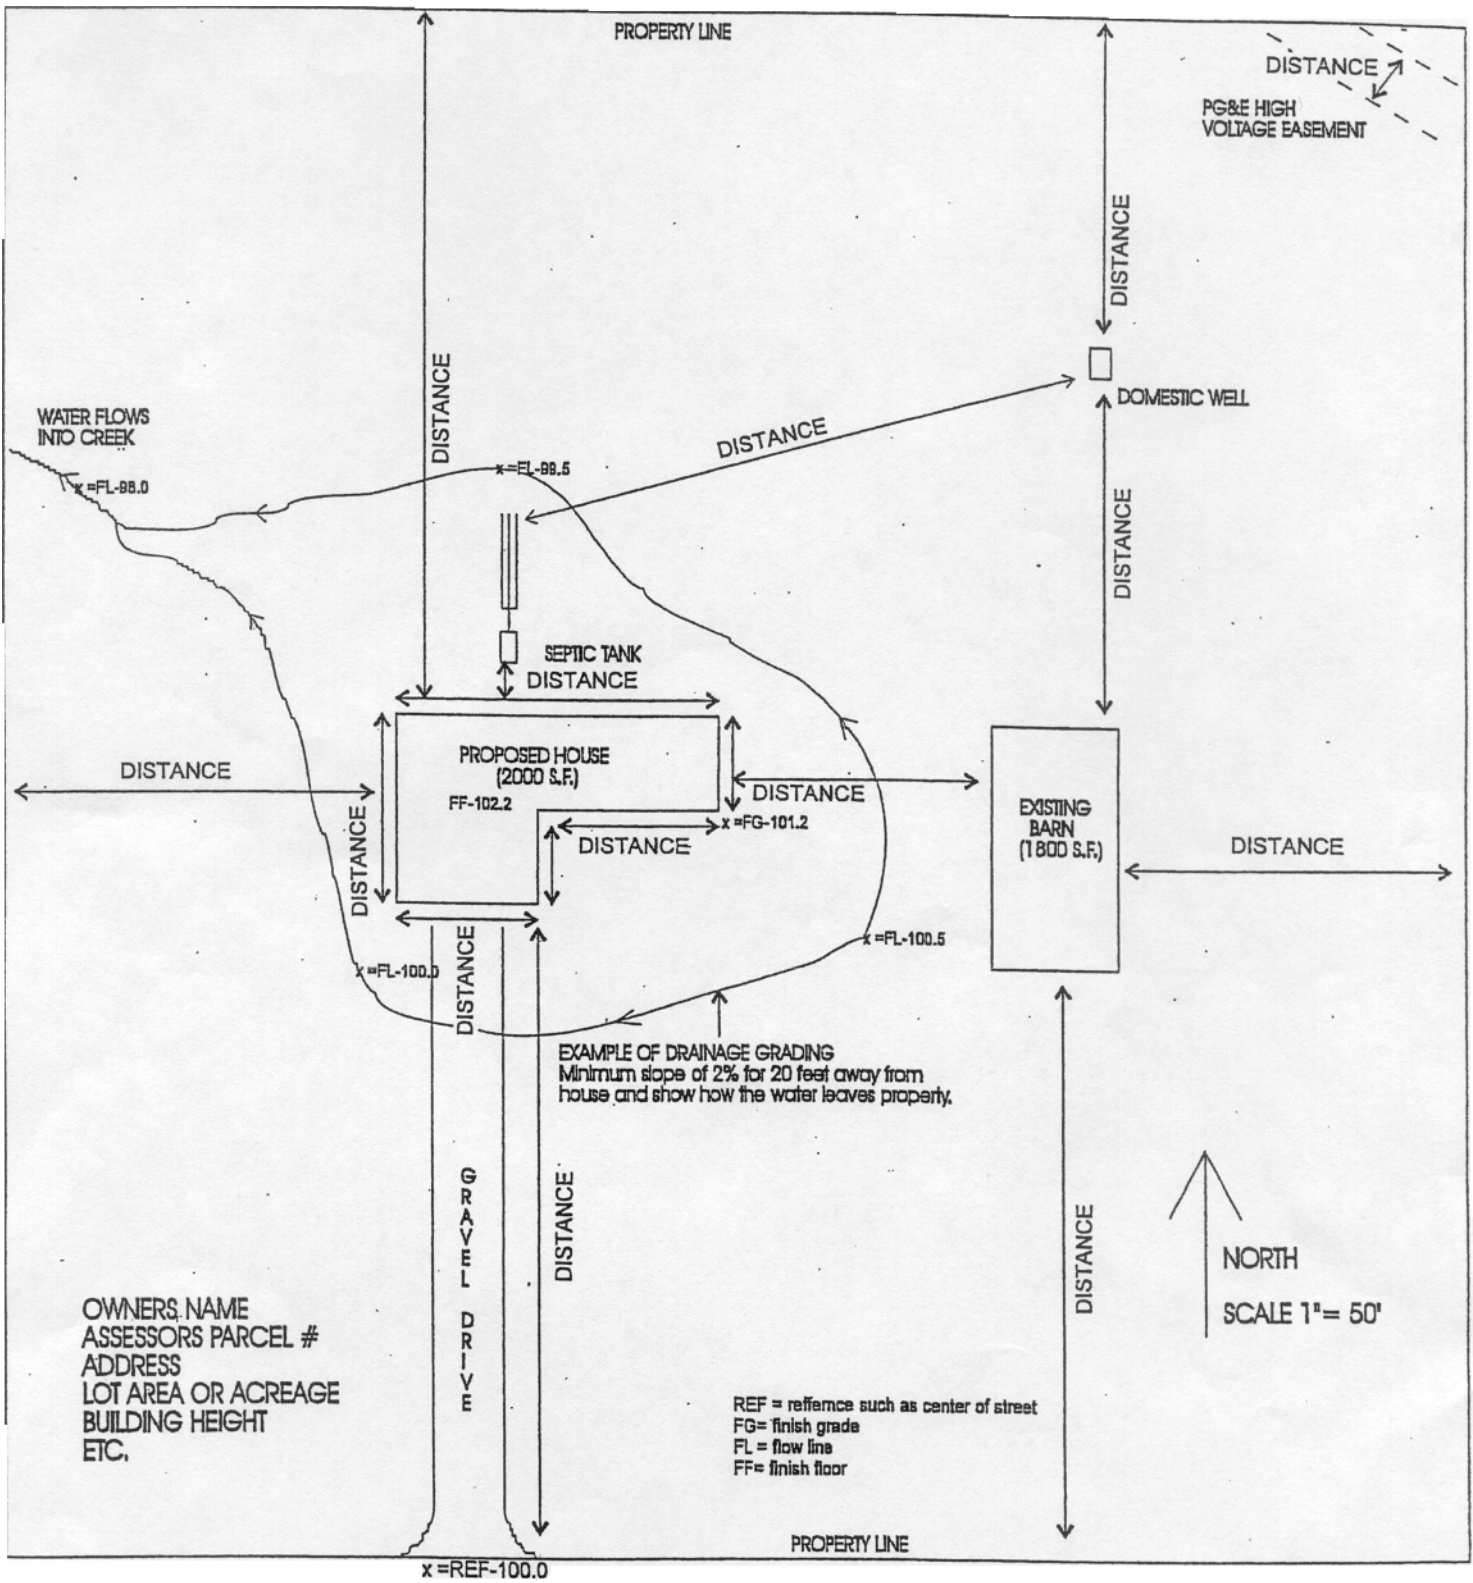 PROPERTY LINE
DISTANCE
PG&E HIGH
VOLTAGE EASEMENT
DISTANCE
DISTANCE
DOMESTIC WELL
DISTANCE
WATER FLOWS
INTO CREEK
x =FL-98.0
x =FL-99.5
DISTANCE
SEPTIC TANK
DISTANCE
PROPOSED HOUSE
(2000 S.F.)
FF-102.2
DISTANCE
DISTANCE
DISTANCE
x =FG-101.2
DISTANCE
EXISTING
BARN
(1800 S.F.)
DISTANCE
x =FL-100.5
x =FL-100.0
DISTANCE
EXAMPLE OF DRAINAGE GRADING
Minimum slope of 2% for 20 feet away from
house and show how the water leaves property.
GRAVEL DRIVE
DISTANCE
DISTANCE
NORTH
SCALE 1"= 50'
OWNERS NAME
ASSESSORS PARCEL #
ADDRESS
LOT AREA OR ACREAGE
BUILDING HEIGHT
ETC.
REF = reffernce such as center of street
FG= finish grade
FL = flow line
FF= finish floor
PROPERTY LINE
x =REF-100.0